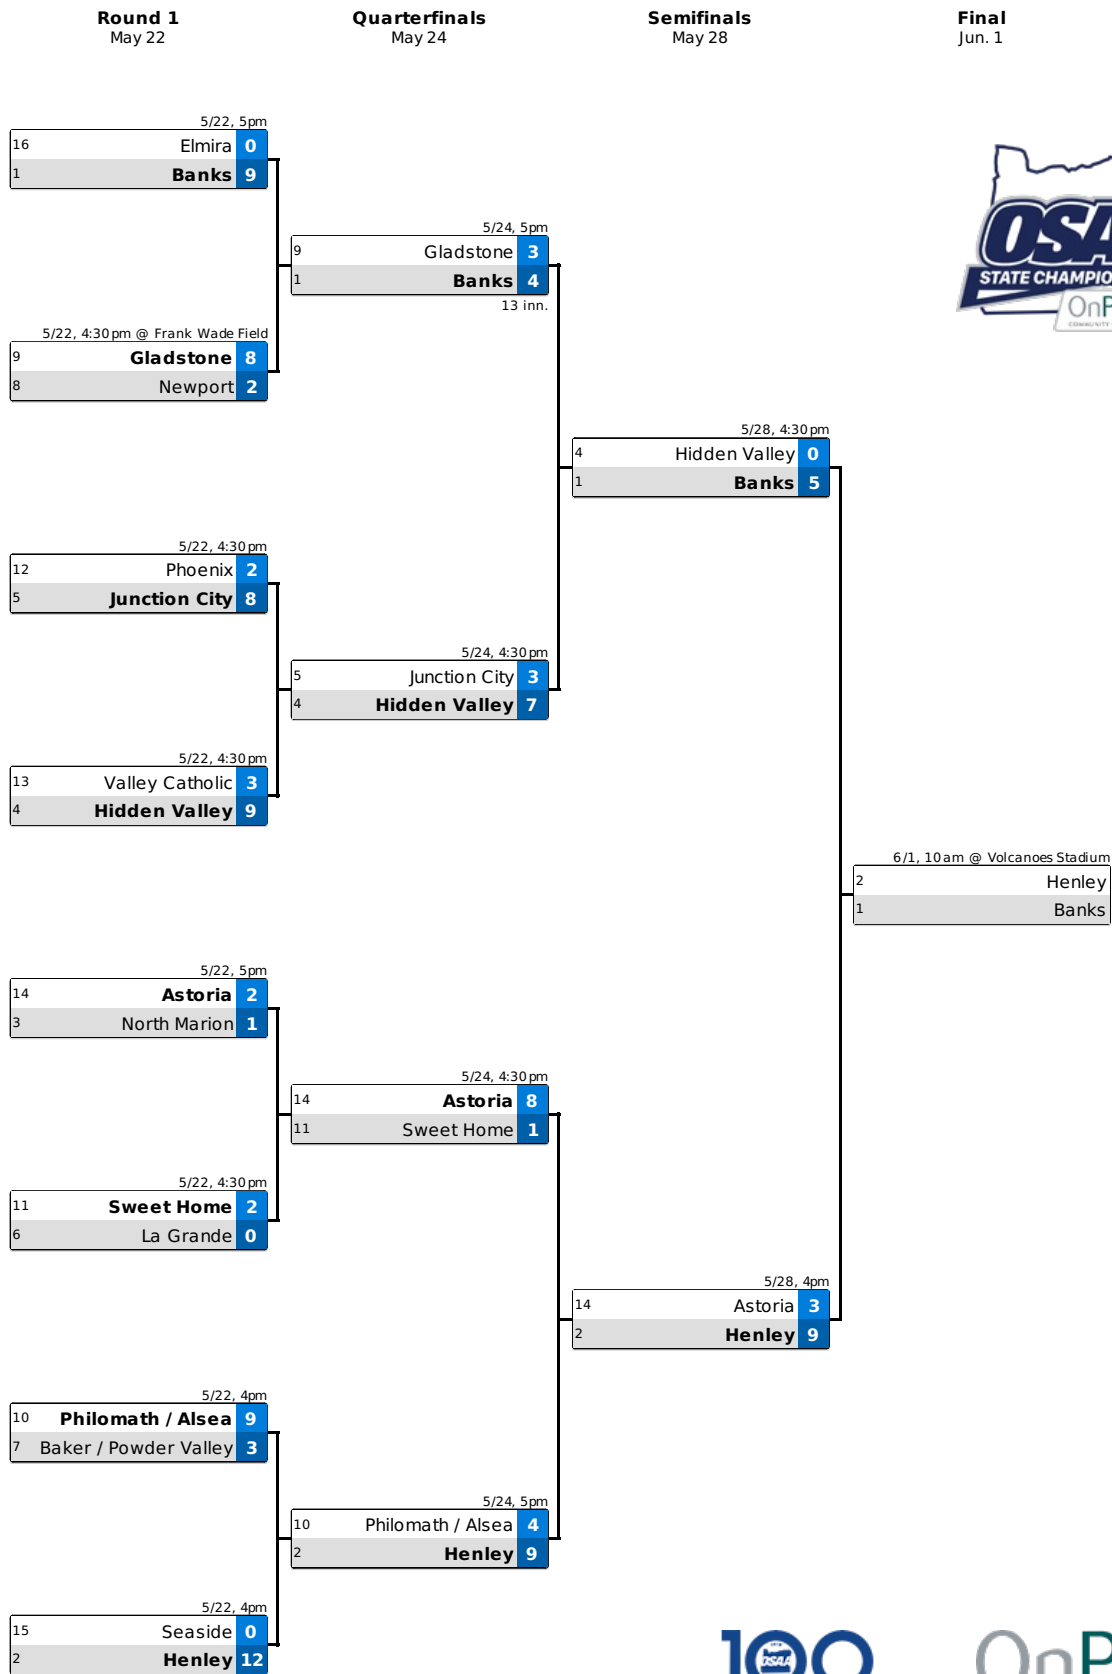 Round 1
May 22
Quarterfinals
May 24
Semifinals
May 28
Final
Jun. 1
5/22, 5pm
16 Elmira 0
1 Banks 9
5/24, 5pm
9 Gladstone 3
1 Banks 4
13 inn.
5/22, 4:30pm @ Frank Wade Field
9 Gladstone 8
8 Newport 2
5/28, 4:30pm
4 Hidden Valley 0
1 Banks 5
5/22, 4:30pm
12 Phoenix 2
5 Junction City 8
5/24, 4:30pm
5 Junction City 3
4 Hidden Valley 7
5/22, 4:30pm
13 Valley Catholic 3
4 Hidden Valley 9
6/1, 10am @ Volcanoes Stadium
2 Henley
1 Banks
5/22, 5pm
14 Astoria 2
3 North Marion 1
5/24, 4:30pm
14 Astoria 8
11 Sweet Home 1
5/22, 4:30pm
11 Sweet Home 2
6 La Grande 0
5/28, 4pm
14 Astoria 3
2 Henley 9
5/22, 4pm
10 Philomath / Alsea 9
7 Baker / Powder Valley 3
5/24, 5pm
10 Philomath / Alsea 4
2 Henley 9
5/22, 4pm
15 Seaside 0
2 Henley 12
OSA
STATE CHAMPIO
OnP
COMMUNITY
100
OSAA
OnP